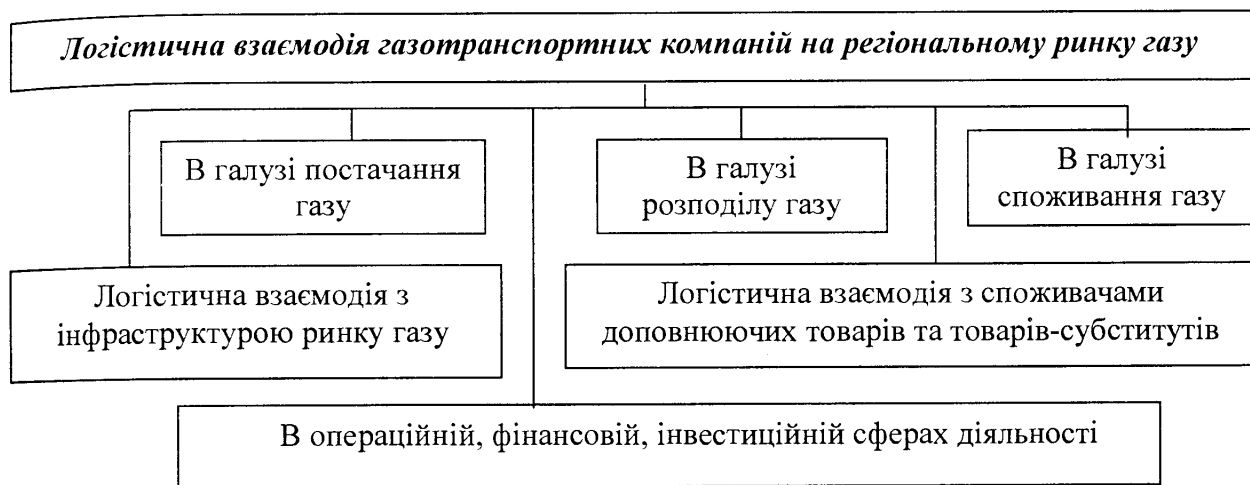 Логістична взаємодія газотранспортних компаній на регіональному ринку газу
В галузі постачання
газу
В галузі
розподілу газу
В галузі
споживання газу
Логістична взаємодія з
інфраструктурою ринку газу
Логістична взаємодія з споживачами
доповнюючих товарів та товарів-субститутів
В операційній, фінансовій, інвестиційній сферах діяльності